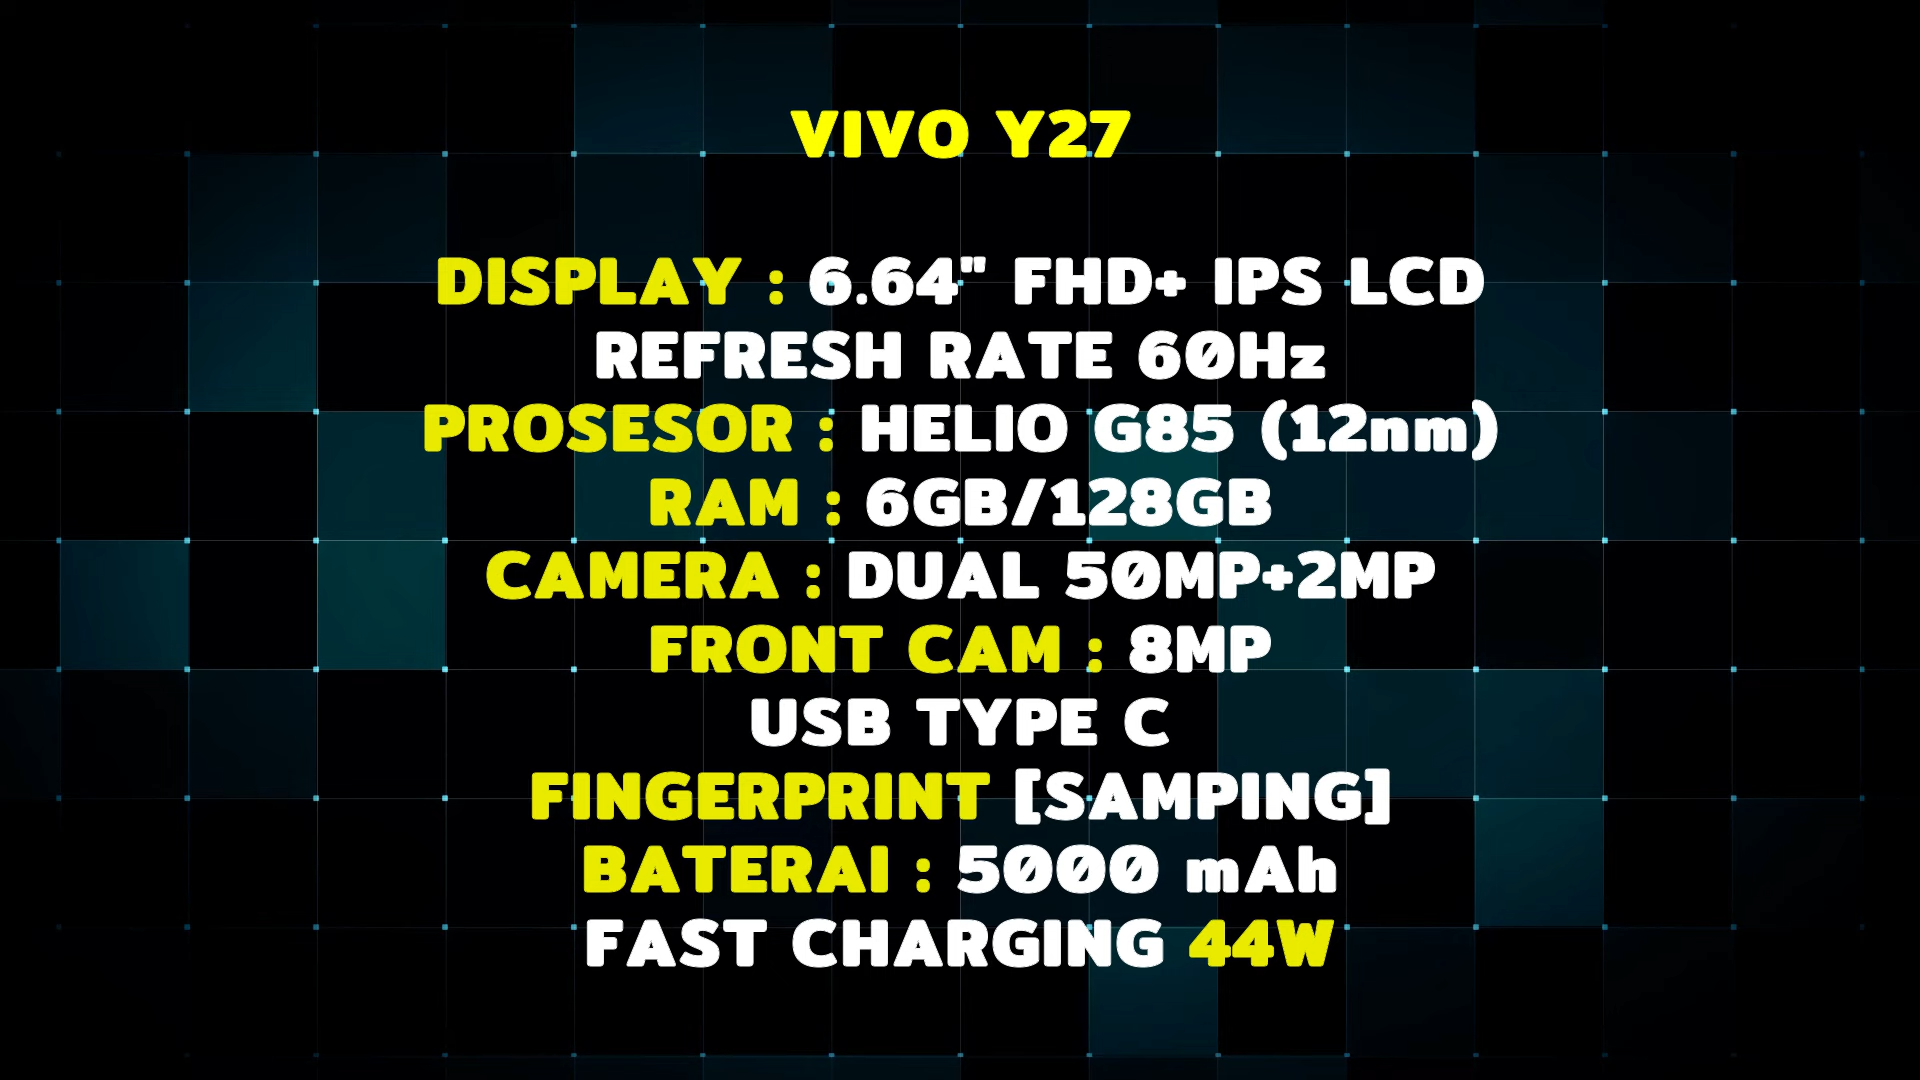 VIVO Y27
DISPLAY : 6.64" FHD+ IPS LCD
REFRESH RATE 60Hz
PROSESOR : HELIO G85 (12nm)
RAM : 6GB/128GB
CAMERA : DUAL 50MP+2MP
FRONT CAM : 8MP
USB TYPE C
FINGERPRINT [SAMPING]
BATERAI : 5000 mAh
FAST CHARGING 44W